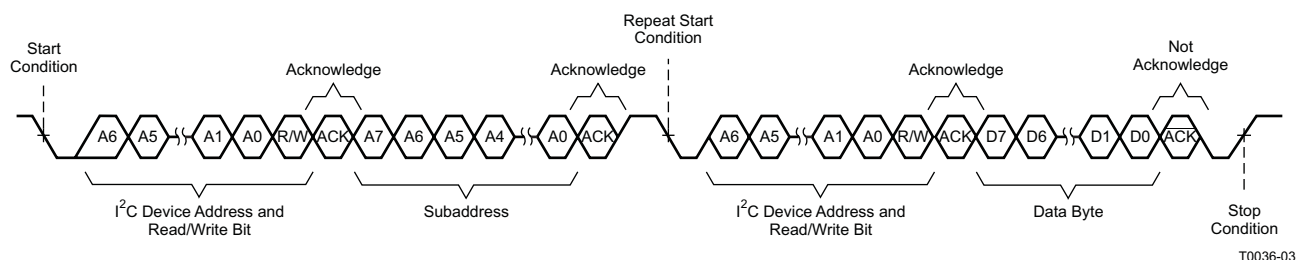 Repeat Start
Condition
Start
Condition
Not
Acknowledge
Acknowledge
Acknowledge
Acknowledge
A6 A5 A1 A0 R/W ACK A7 A6 A5 A4 A0 ACK A6 A5 A1 A0 R/W ACK D7 D6 D1 D0 A̅C̅K̅
I²C Device Address and
Read/Write Bit
Subaddress
I²C Device Address and
Read/Write Bit
Data Byte
Stop
Condition
T0036-03